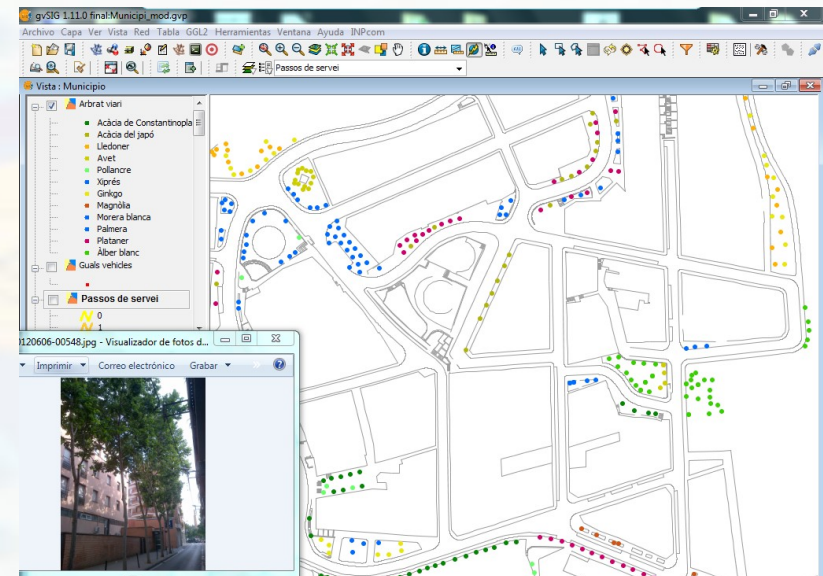 gvSIG 1.11.0 final:Municipi_mod.gvp
Archivo Capa Ver Vista Red Tabla GGL2 Herramientas Ventana Ayuda INPcom
Passos de servei
Vista : Municipio
Arbrat viari
Acàcia de Constantinopla
Acàcia del japó
Lledoner
Avet
Pollancre
Xiprés
Ginkgo
Magnòlia
Morera blanca
Palmera
Plataner
Àlber blanc
Guals vehicles
Passos de servei
0
1
0120606-00548.jpg - Visualizador de fotos d...
Imprimir Correo electrónico Grabar